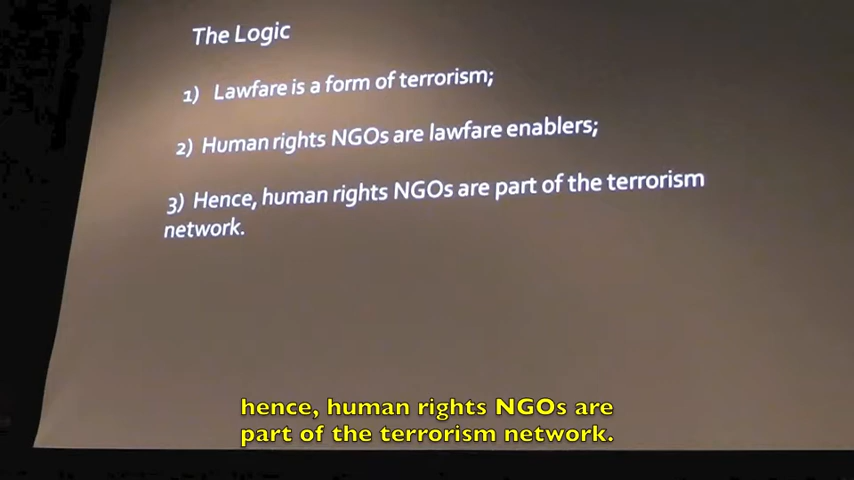 The Logic
1) Lawfare is a form of terrorism;
2) Human rights NGOs are lawfare enablers;
3) Hence, human rights NGOs are part of the terrorism
network.
hence, human rights NGOs are
part of the terrorism network.